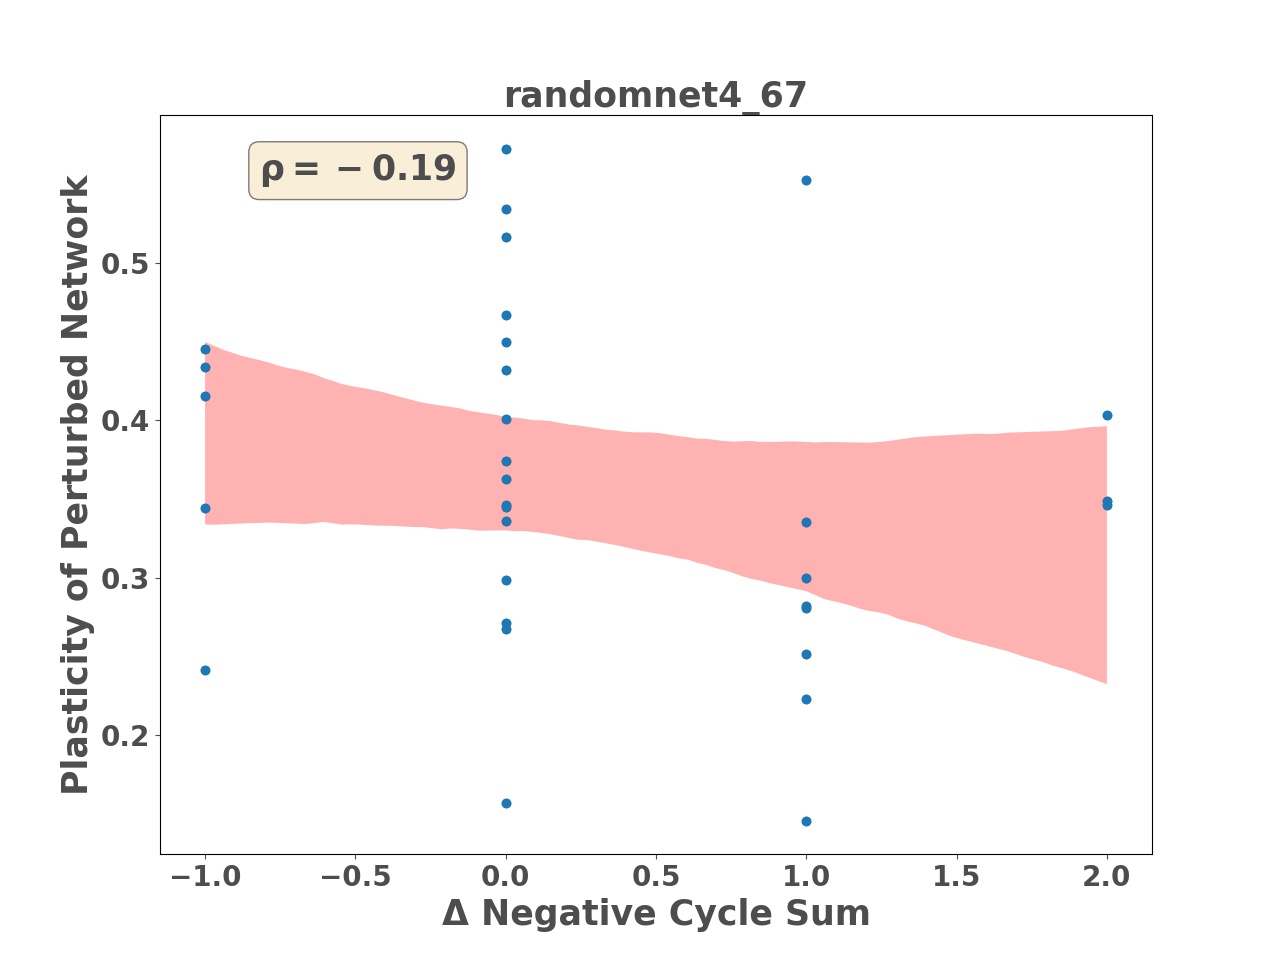 randomnet4_67
ρ = − 0.19
Plasticity of Perturbed Network
0.5
0.4
0.3
0.2
−1.0 −0.5 0.0 0.5 1.0 1.5 2.0
Δ Negative Cycle Sum